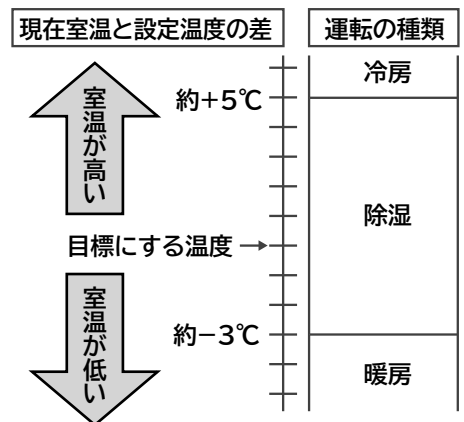 現在室温と設定温度の差
運転の種類
室温が高い
約+5℃
目標にする温度
約−3℃
室温が低い
冷房
除湿
暖房